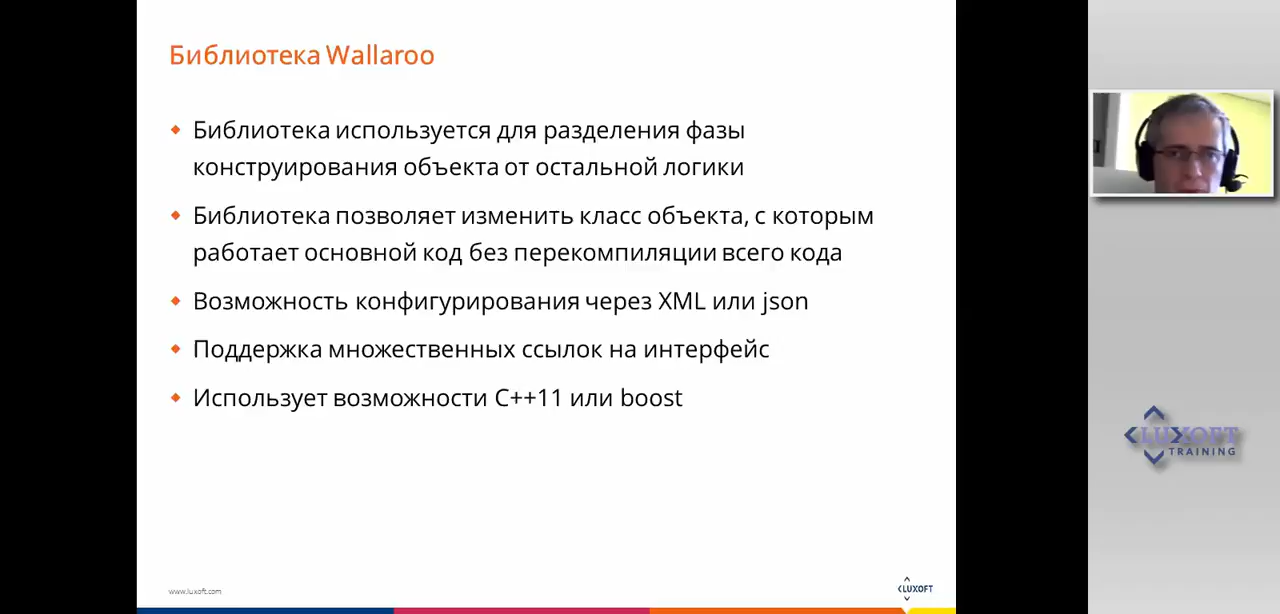 Библиотека Wallaroo
Библиотека используется для разделения фазы
конструирования объекта от остальной логики
Библиотека позволяет изменить класс объекта, с которым
работает основной код без перекомпиляции всего кода
Возможность конфигурирования через XML или json
Поддержка множественных ссылок на интерфейс
Использует возможности C++11 или boost
www.luxoft.com
LUXOFT
LUXOFT
TRAINING